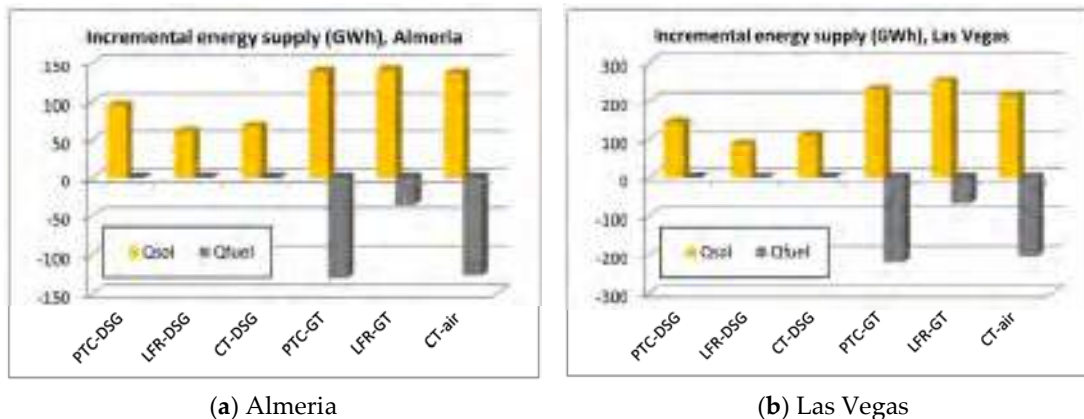 Incremental energy supply (GWh), Almeria
150
100
50
0
-50
-100
-150
Qsol Qfuel
PTC-DSG
LFR-DSG
CT-DSG
PTC-GT
LFR-GT
CT-air
(a) Almeria
Incremental energy supply (GWh), Las Vegas
300
200
100
0
-100
-200
-300
Qsol Qfuel
PTC-DSG
LFR-DSG
CT-DSG
PTC-GT
LFR-GT
CT-air
(b) Las Vegas